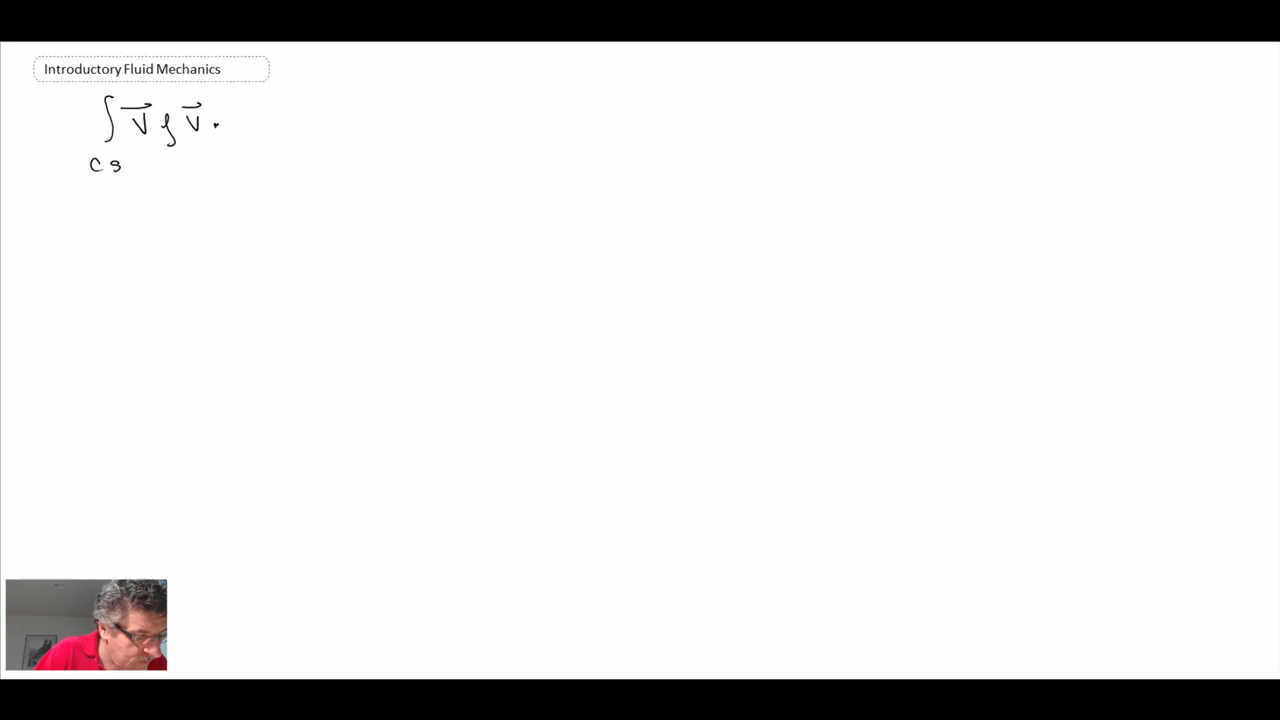 Introductory Fluid Mechanics
∫ V⃗ ρ V⃗ ·
CS